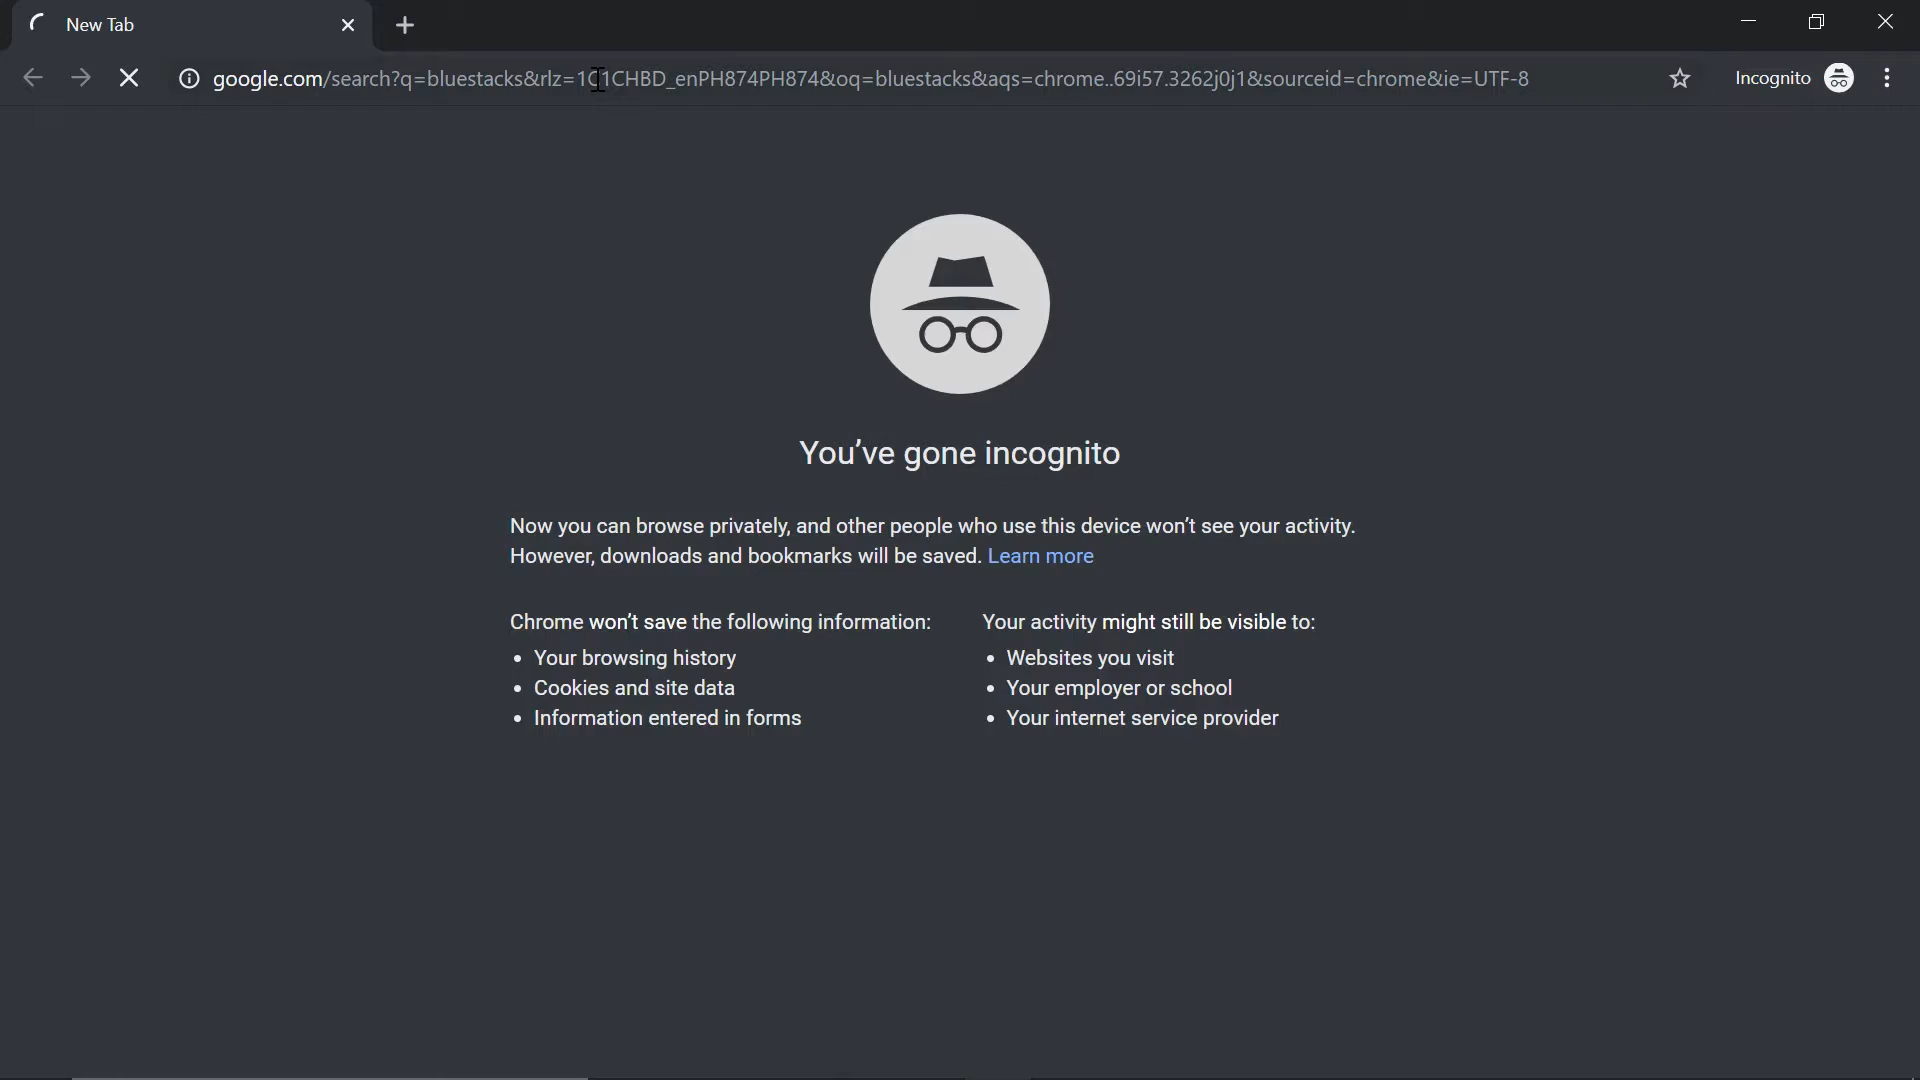 New Tab
google.com/search?q=bluestacks&rlz=1C1CHBD_enPH874PH874&oq=bluestacks&aqs=chrome..69i57.3262j0j1&sourceid=chrome&ie=UTF-8
Incognito
You've gone incognito
Now you can browse privately, and other people who use this device won't see your activity.
However, downloads and bookmarks will be saved. Learn more
Chrome won't save the following information:
Your browsing history
Cookies and site data
Information entered in forms
Your activity might still be visible to:
Websites you visit
Your employer or school
Your internet service provider